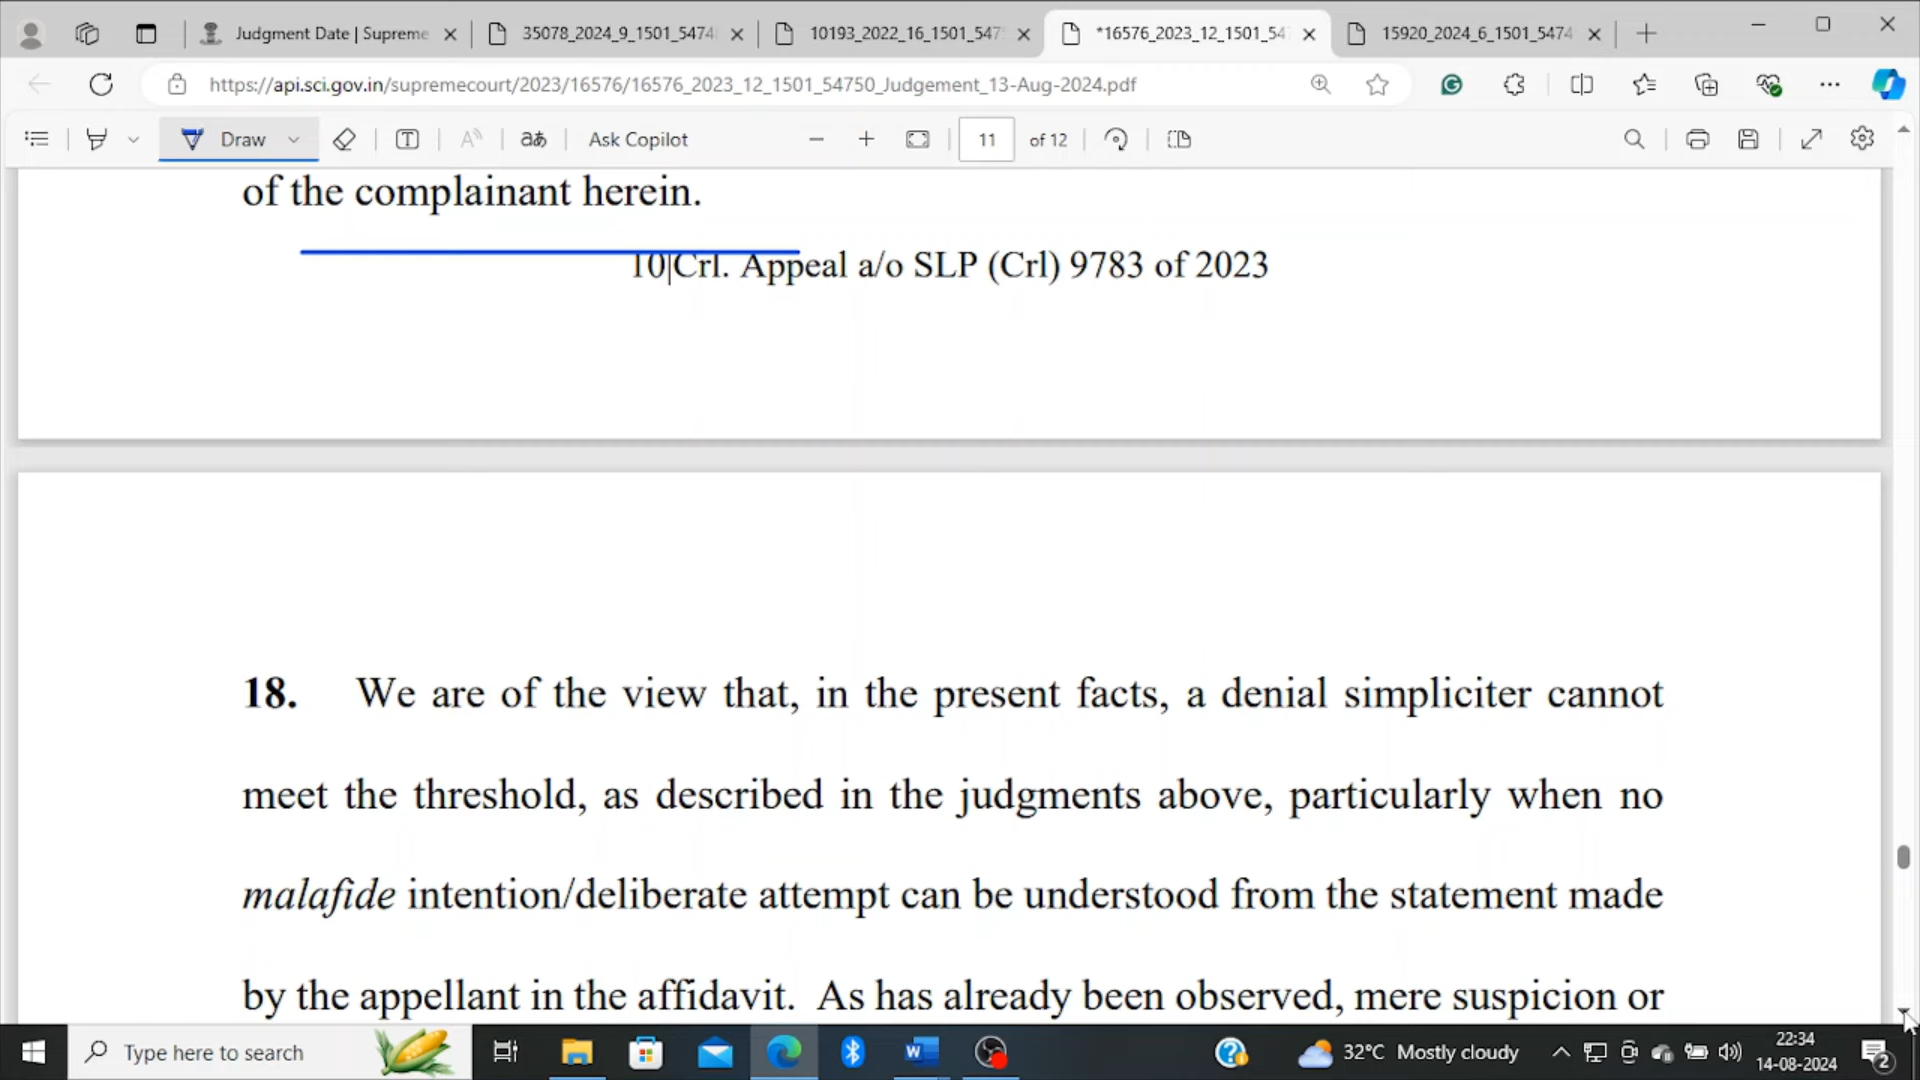 Judgment Date | Supreme
35078_2024_9_1501_5474
10193_2022_16_1501_547
*16576_2023_12_1501_54
15920_2024_6_1501_5474
https://api.sci.gov.in/supremecourt/2023/16576/16576_2023_12_1501_54750_Judgement_13-Aug-2024.pdf
Draw
T
A
aあ
Ask Copilot
11
of 12
of the complainant herein.
10|Crl. Appeal a/o SLP (Crl) 9783 of 2023
18. We are of the view that, in the present facts, a denial simpliciter cannot
meet the threshold, as described in the judgments above, particularly when no
malafide intention/deliberate attempt can be understood from the statement made
by the appellant in the affidavit. As has already been observed, mere suspicion or
Type here to search
W
32°C Mostly cloudy
22:34
14-08-2024
2